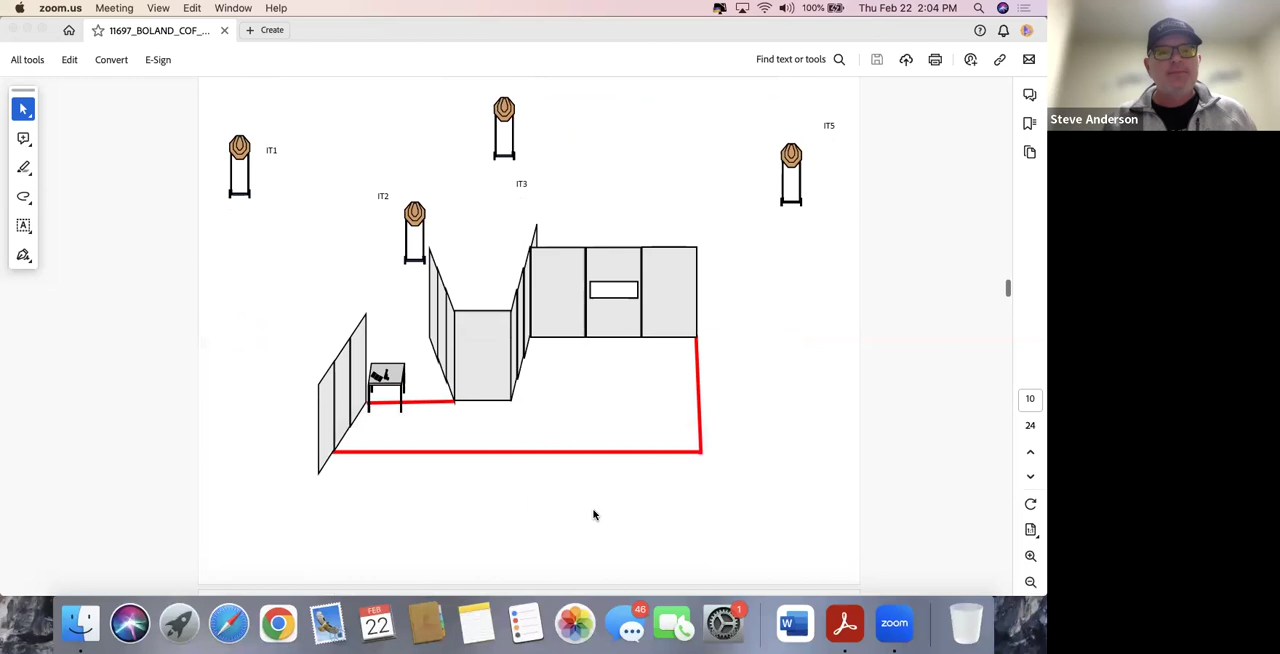 zoom.us Meeting View Edit Window Help 100% Thu Feb 22 2:04 PM
11697_BOLAND_COF_... Create
All tools Edit Convert E-Sign Find text or tools
Steve Anderson
IT5
IT1
IT3
IT2
10
24
1:1
46
1
FEB
22
W
zoom